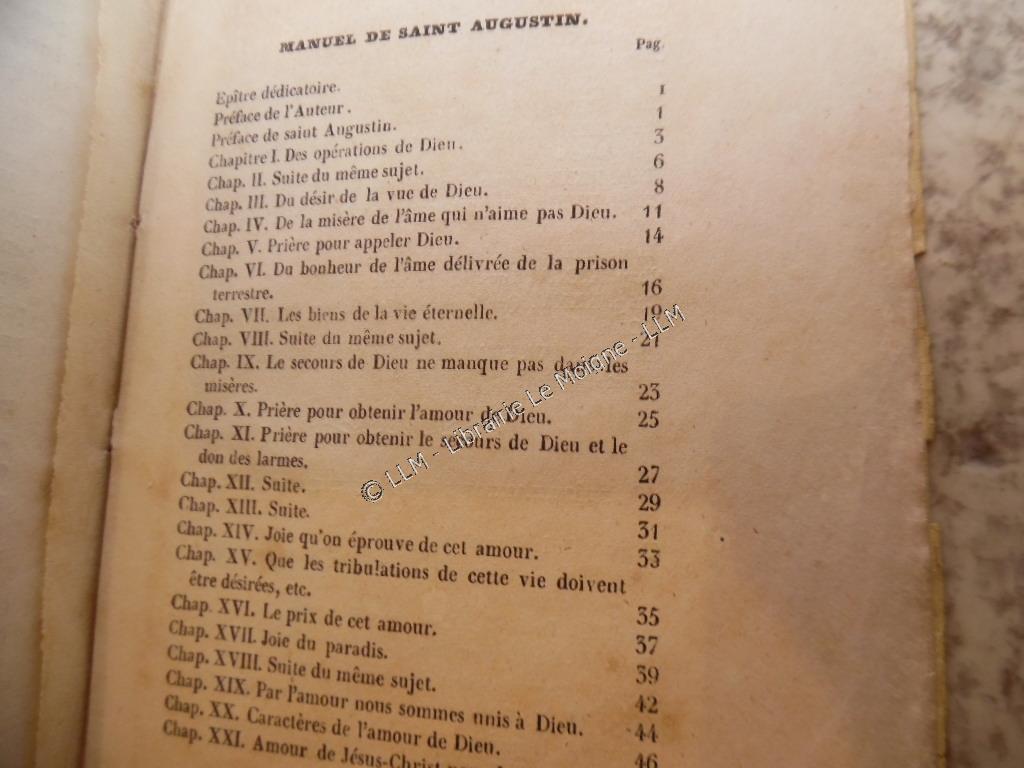 MANUEL DE SAINT AUGUSTIN.
Pag.
Epître dédicatoire.
Préface de l'Auteur. I
Préface de saint Augustin. 1
Chapitre I. Des opérations de Dieu. 3
Chap. II. Suite du même sujet. 6
Chap. III. Du désir de la vue de Dieu. 8
Chap. IV. De la misère de l'âme qui n'aime pas Dieu. 11
Chap. V. Prière pour appeler Dieu. 14
Chap. VI. Du bonheur de l'âme délivrée de la prison
terrestre. 16
Chap. VII. Les biens de la vie éternelle. 19
Chap. VIII. Suite du même sujet. 21
Chap. IX. Le secours de Dieu ne manque pas dans les
misères. 23
Chap. X. Prière pour obtenir l'amour de Dieu. 25
Chap. XI. Prière pour obtenir le secours de Dieu et le
don des larmes. 27
Chap. XII. Suite. 29
Chap. XIII. Suite. 31
Chap. XIV. Joie qu'on éprouve de cet amour. 33
Chap. XV. Que les tribulations de cette vie doivent
être désirées, etc. 35
Chap. XVI. Le prix de cet amour. 37
Chap. XVII. Joie du paradis. 39
Chap. XVIII. Suite du même sujet. 42
Chap. XIX. Par l'amour nous sommes unis à Dieu. 44
Chap. XX. Caractères de l'amour de Dieu. 46
Chap. XXI. Amour de Jésus-Christ
© LLM - Librairie Le Moigne - LLM